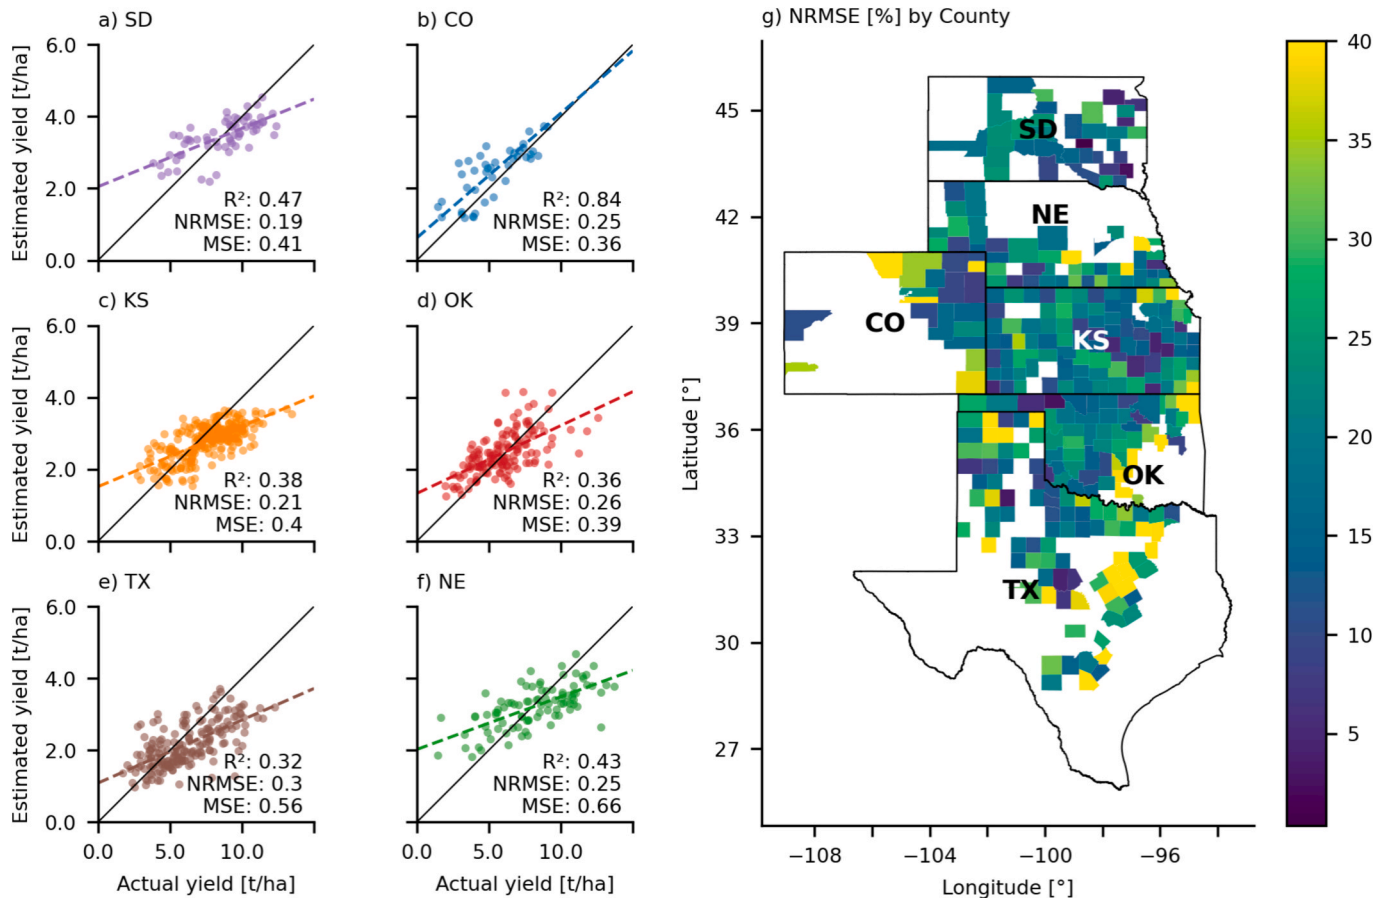 a) SD
6.0
4.0
2.0
0.0
Estimated yield [t/ha]
R²: 0.47
NRMSE: 0.19
MSE: 0.41
b) CO
R²: 0.84
NRMSE: 0.25
MSE: 0.36
c) KS
6.0
4.0
2.0
0.0
Estimated yield [t/ha]
R²: 0.38
NRMSE: 0.21
MSE: 0.4
d) OK
R²: 0.36
NRMSE: 0.26
MSE: 0.39
e) TX
6.0
4.0
2.0
0.0
Estimated yield [t/ha]
R²: 0.32
NRMSE: 0.3
MSE: 0.56
0.0 5.0 10.0
Actual yield [t/ha]
f) NE
R²: 0.43
NRMSE: 0.25
MSE: 0.66
0.0 5.0 10.0
Actual yield [t/ha]
g) NRMSE [%] by County
45
42
39
36
33
30
27
Latitude [°]
SD
NE
CO
KS
OK
TX
−108 −104 −100 −96
Longitude [°]
40
35
30
25
20
15
10
5